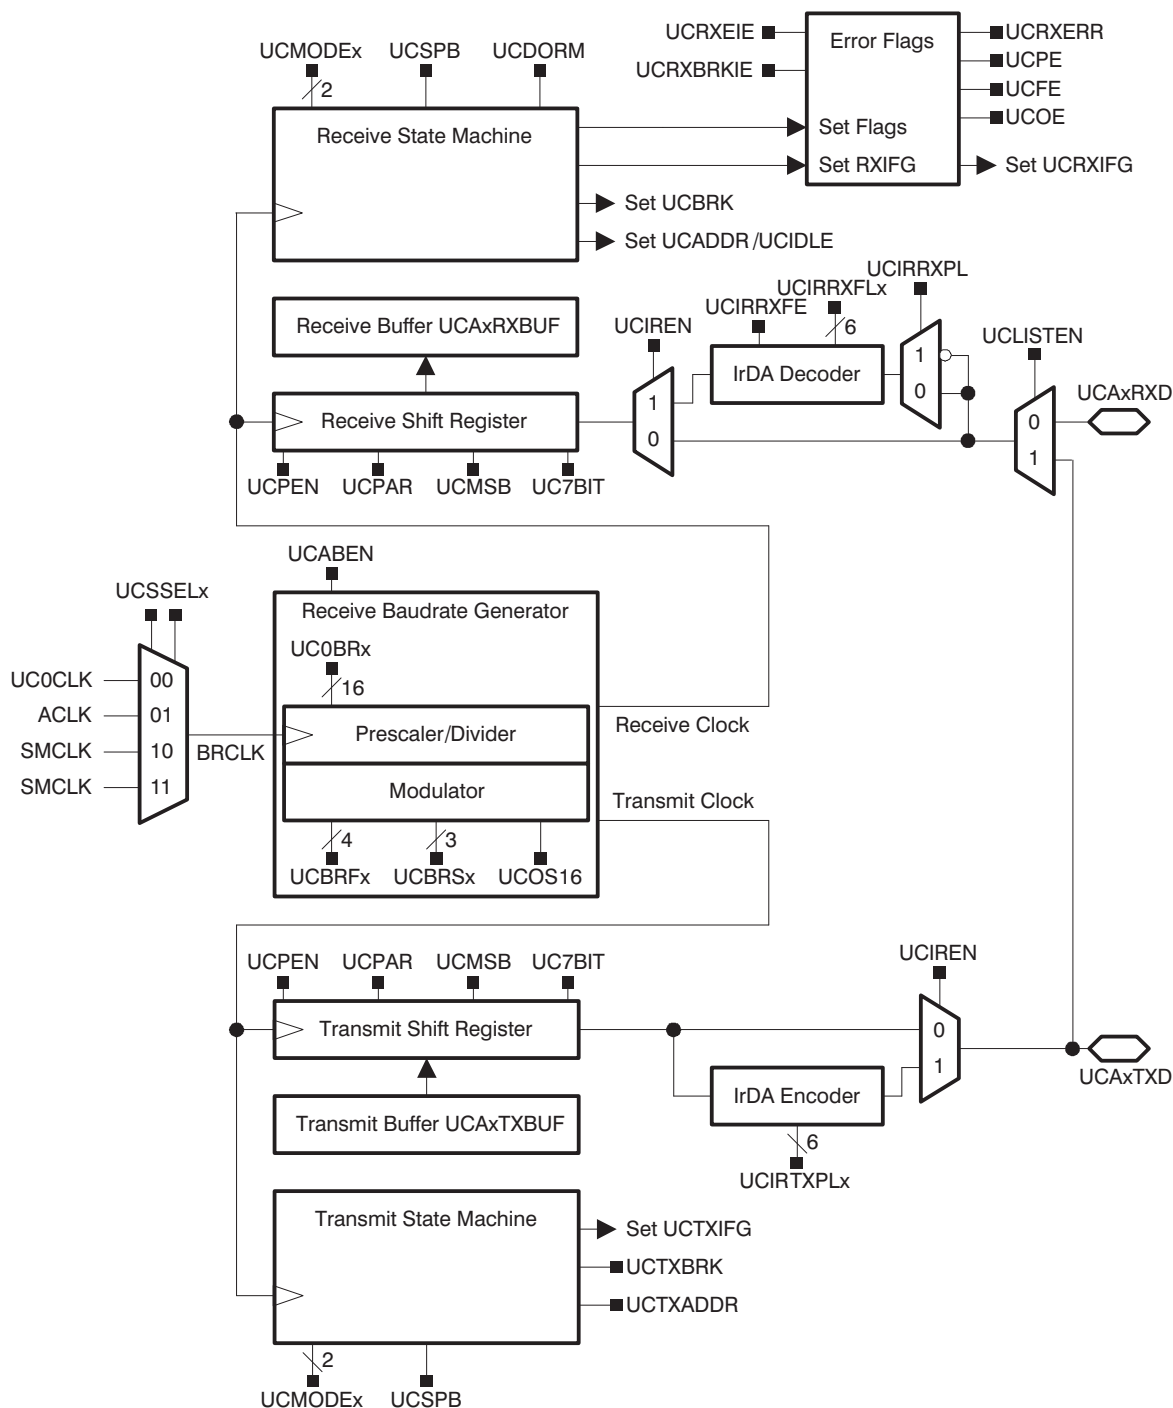 UCMODEx
UCSPB
UCDORM
2
Receive State Machine
UCRXEIE
UCRXBRKIE
Error Flags
Set Flags
Set RXIFG
UCRXERR
UCPE
UCFE
UCOE
Set UCRXIFG
Set UCBRK
Set UCADDR/UCIDLE
Receive Buffer UCAxRXBUF
Receive Shift Register
UCPEN
UCPAR
UCMSB
UC7BIT
UCIREN
1
0
UCIRRXFE
UCIRRXFLx
6
IrDA Decoder
UCIRRXPL
1
0
UCLISTEN
0
1
UCAxRXD
UCABEN
Receive Baudrate Generator
UC0BRx
16
Prescaler/Divider
Modulator
4
3
UCBRFx
UCBRSx
UCOS16
UCSSELx
UC0CLK
00
ACLK
01
SMCLK
10
SMCLK
11
BRCLK
Receive Clock
Transmit Clock
UCPEN
UCPAR
UCMSB
UC7BIT
Transmit Shift Register
Transmit Buffer UCAxTXBUF
UCIREN
0
1
IrDA Encoder
6
UCIRTXPLx
UCAxTXD
Transmit State Machine
Set UCTXIFG
UCTXBRK
UCTXADDR
2
UCMODEx
UCSPB